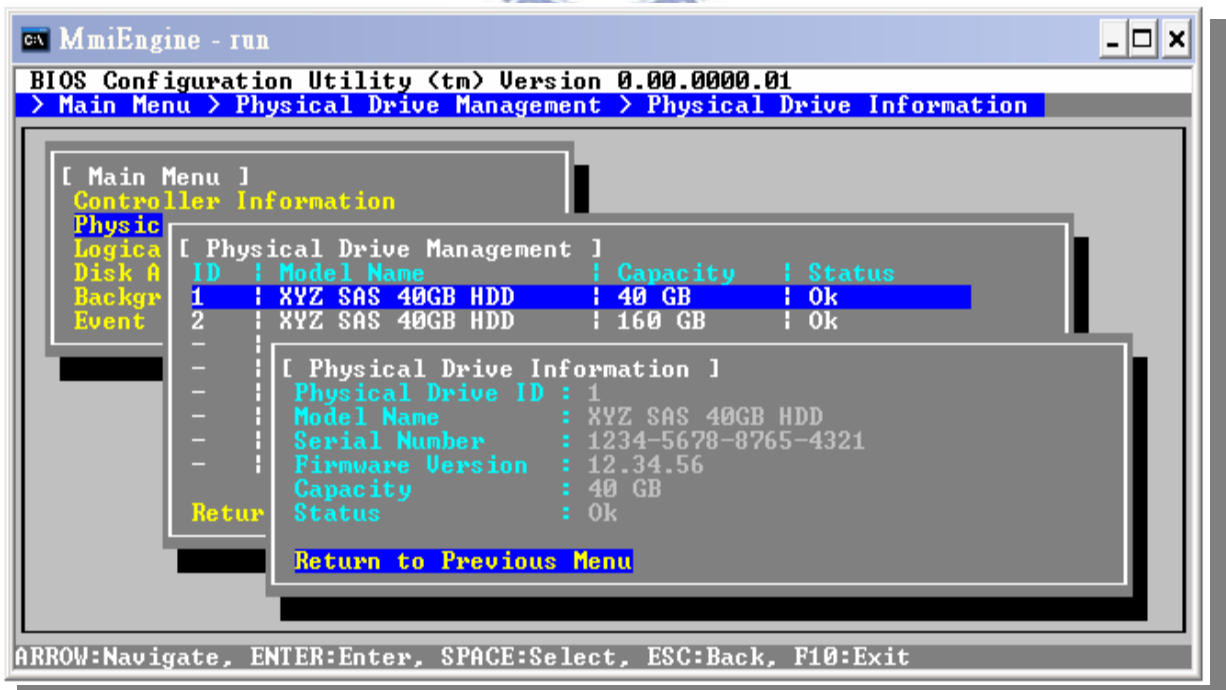 MmiEngine - run
BIOS Configuration Utility (tm) Version 0.00.0000.01
> Main Menu > Physical Drive Management > Physical Drive Information
[ Main Menu ]
Controller Information
Physic
Logica
Disk A
Backgr
Event
[ Physical Drive Management ]
ID ¦ Model Name ¦ Capacity ¦ Status
1 ¦ XYZ SAS 40GB HDD ¦ 40 GB ¦ Ok
2 ¦ XYZ SAS 40GB HDD ¦ 160 GB ¦ Ok
- ¦
- ¦
- ¦
- ¦
- ¦
- ¦
Retur
[ Physical Drive Information ]
Physical Drive ID : 1
Model Name : XYZ SAS 40GB HDD
Serial Number : 1234-5678-8765-4321
Firmware Version : 12.34.56
Capacity : 40 GB
Status : Ok
Return to Previous Menu
ARROW:Navigate, ENTER:Enter, SPACE:Select, ESC:Back, F10:Exit